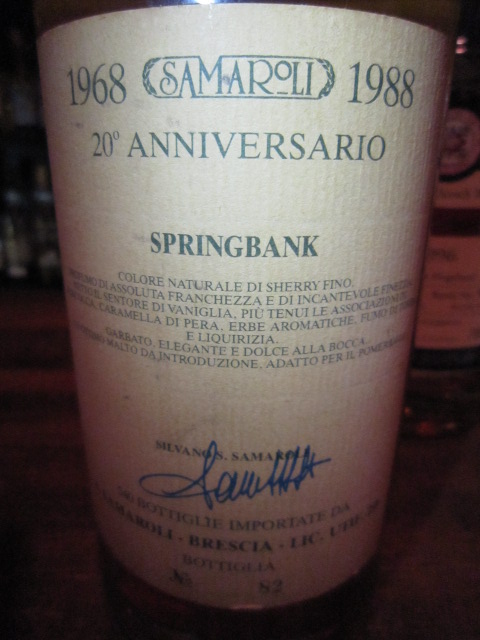 1968 SAMAROLI 1988
20° ANNIVERSARIO
SPRINGBANK
COLORE NATURALE DI SHERRY FINO.
DI ASSOLUTA FRANCHEZZA E DI INCANTEVOLE
SENTORE DI VANIGLIA, PIÙ TENUI LE ASSOCIAZIONI
CARAMELLA DI PERA, ERBE AROMATICHE, FUMO DI
E LIQUIRIZIA.
GARBATO, ELEGANTE E DOLCE ALLA BOCCA.
MALTO DA INTRODUZIONE, ADATTO PER IL
SILVANO S.
BOTTIGLIE IMPORTATE DA
SAMAROLI - BRESCIA - LIC.
BOTTIGLIA
№ 82